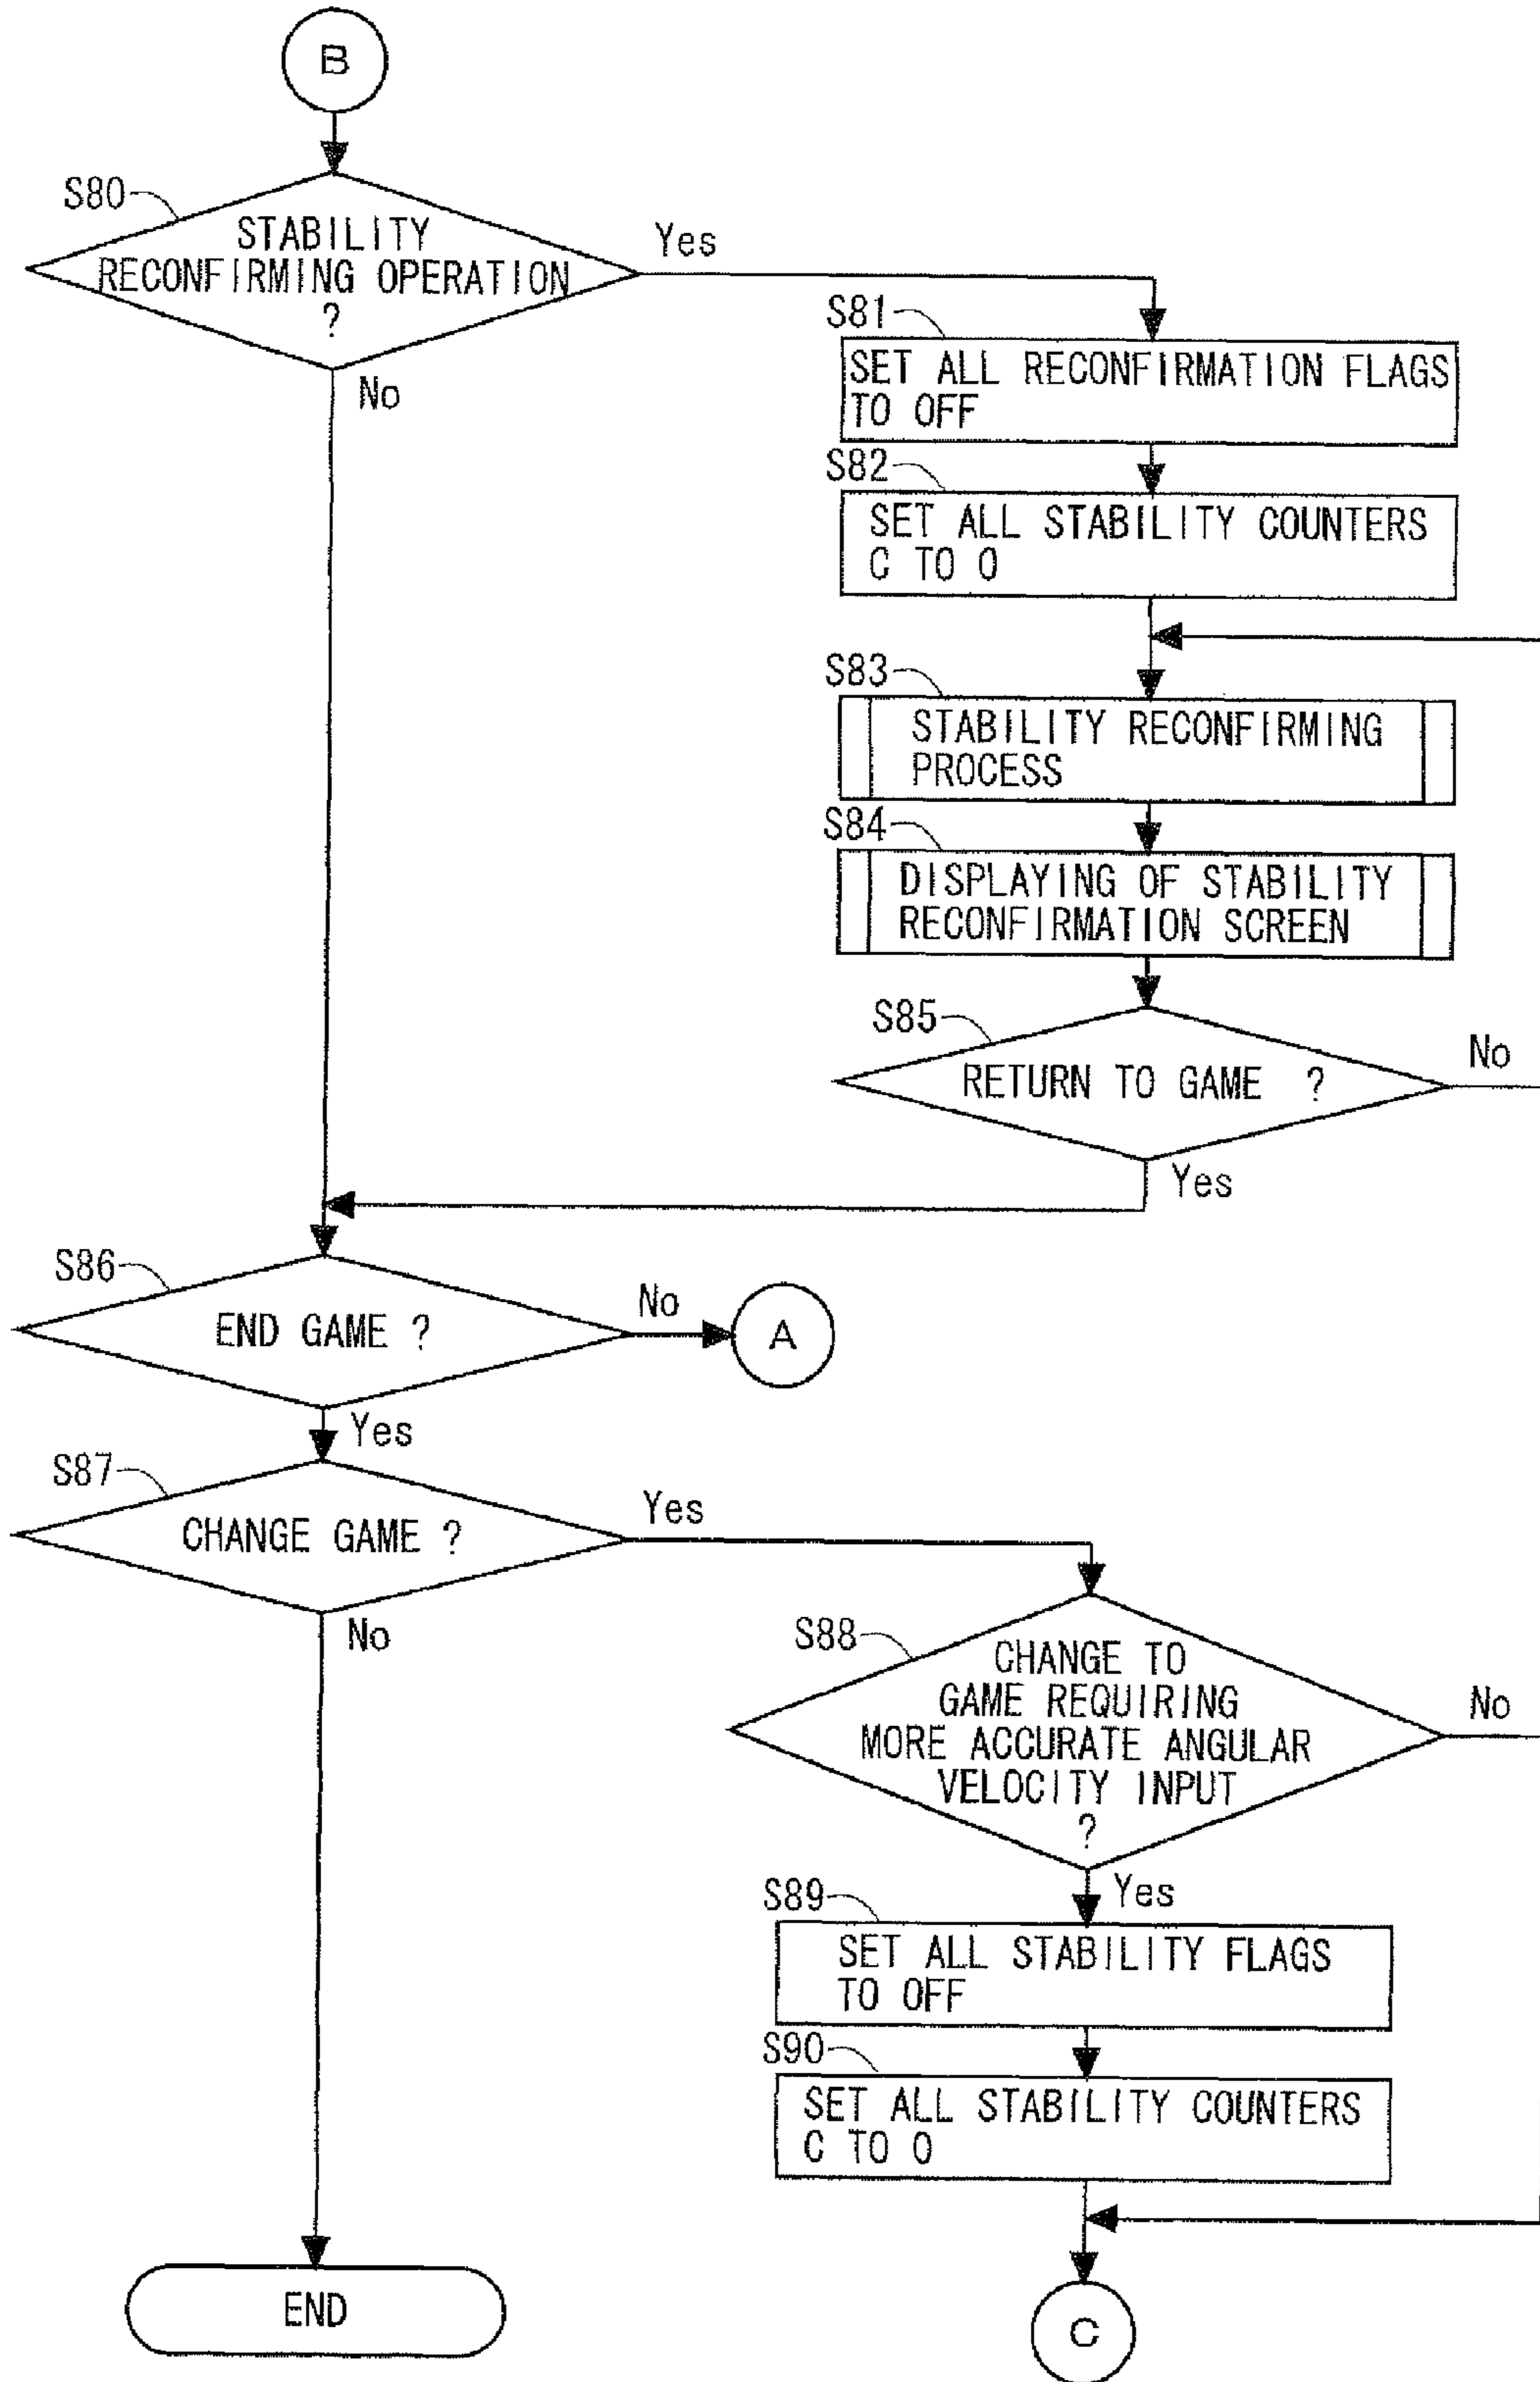 B
S80
STABILITY
RECONFIRMING OPERATION
?
Yes
No
S81
SET ALL RECONFIRMATION FLAGS
TO OFF
S82
SET ALL STABILITY COUNTERS
C TO 0
S83
STABILITY RECONFIRMING
PROCESS
S84
DISPLAYING OF STABILITY
RECONFIRMATION SCREEN
S85
RETURN TO GAME ?
No
Yes
S86
END GAME ?
No
A
Yes
S87
CHANGE GAME ?
Yes
No
S88
CHANGE TO
GAME REQUIRING
MORE ACCURATE ANGULAR
VELOCITY INPUT
?
No
Yes
S89
SET ALL STABILITY FLAGS
TO OFF
S90
SET ALL STABILITY COUNTERS
C TO 0
END
C